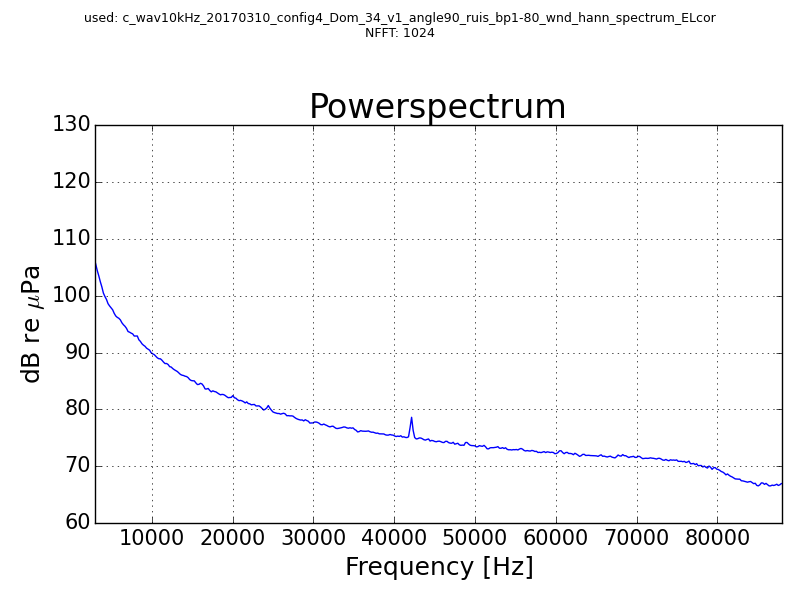 used: c_wav10kHz_20170310_config4_Dom_34_v1_angle90_ruis_bp1-80_wnd_hann_spectrum_ELcor
NFFT: 1024
Powerspectrum
130
120
110
100
90
80
70
60
dB re μPa
10000 20000 30000 40000 50000 60000 70000 80000
Frequency [Hz]